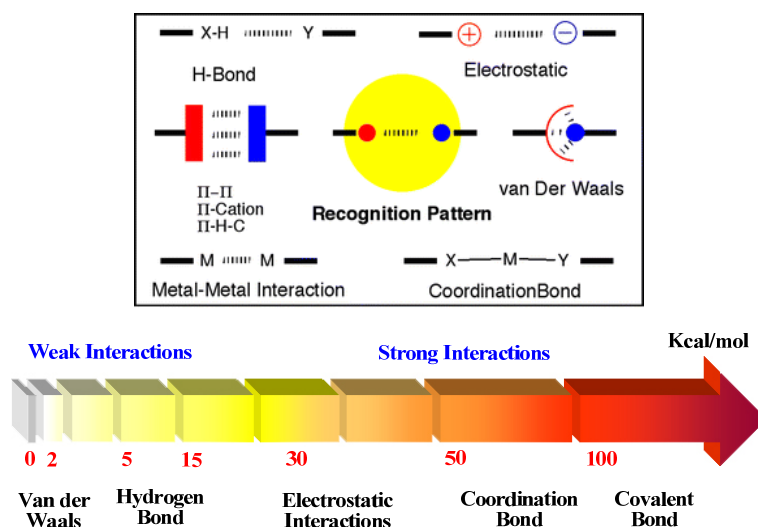 X-H Y
+ −
H-Bond
Electrostatic
Π-Π
Π-Cation
Π-H-C
Recognition Pattern
van Der Waals
M M
X M Y
Metal-Metal Interaction
CoordinationBond
Weak Interactions
Strong Interactions
Kcal/mol
0 2 5 15 30 50 100
Van der
Waals
Hydrogen
Bond
Electrostatic
Interactions
Coordination
Bond
Covalent
Bond